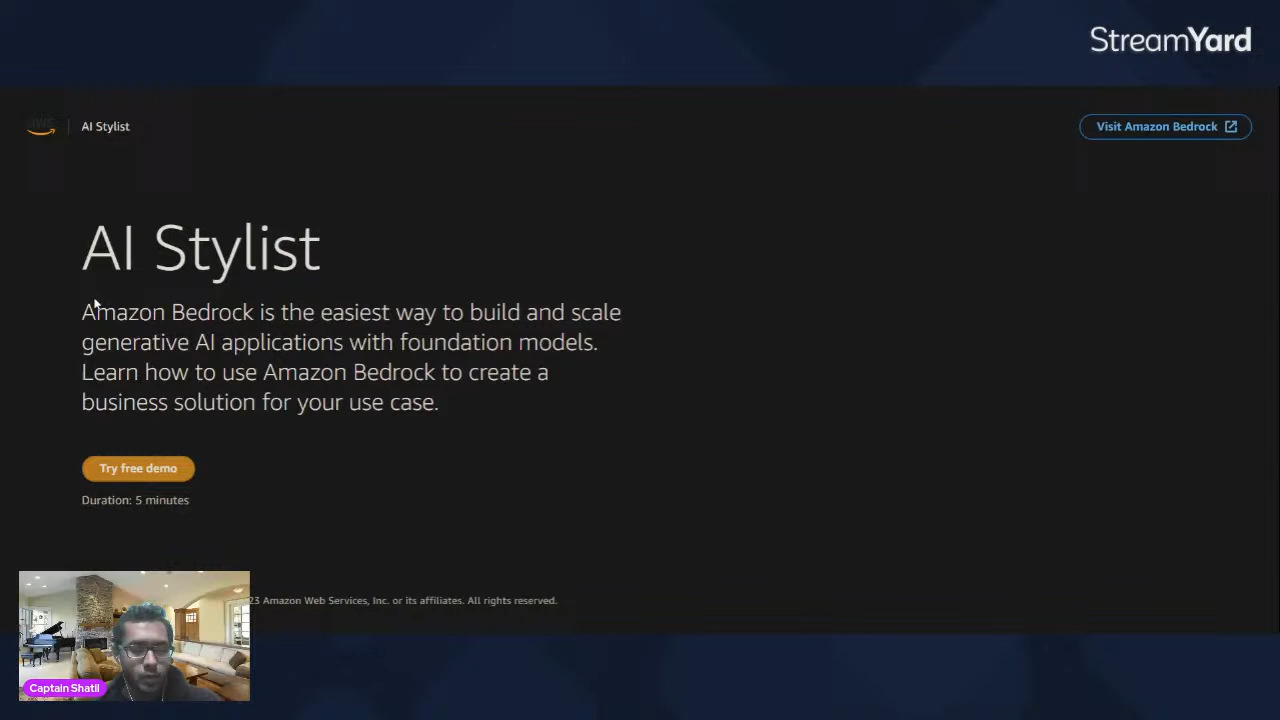 StreamYard
aws
AI Stylist
Visit Amazon Bedrock
AI Stylist
Amazon Bedrock is the easiest way to build and scale
generative AI applications with foundation models.
Learn how to use Amazon Bedrock to create a
business solution for your use case.
Try free demo
Duration: 5 minutes
23 Amazon Web Services, Inc. or its affiliates. All rights reserved.
Captain Shatil